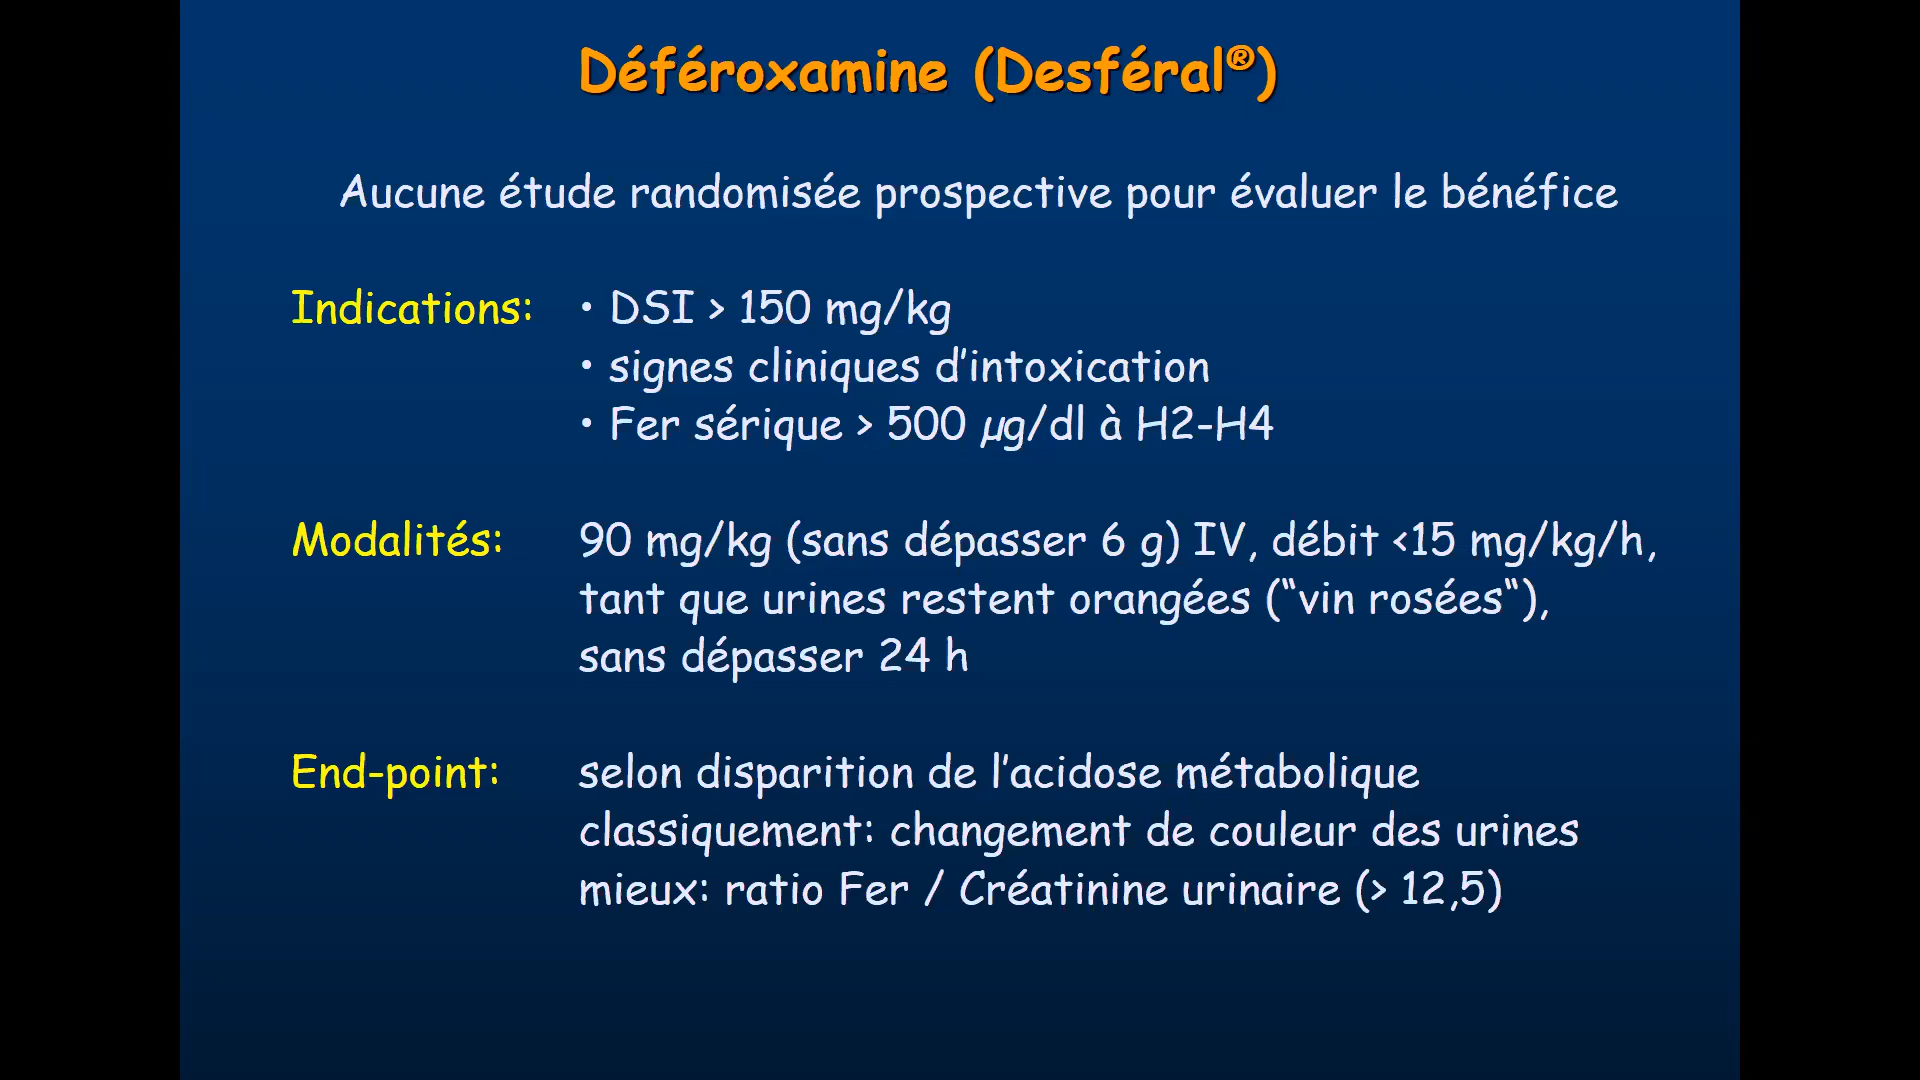 Déféroxamine (Desféral®)
Aucune étude randomisée prospective pour évaluer le bénéfice
Indications: • DSI > 150 mg/kg
• signes cliniques d’intoxication
• Fer sérique > 500 µg/dl à H2-H4
Modalités: 90 mg/kg (sans dépasser 6 g) IV, débit <15 mg/kg/h,
tant que urines restent orangées (“vin rosées“),
sans dépasser 24 h
End-point: selon disparition de l’acidose métabolique
classiquement: changement de couleur des urines
mieux: ratio Fer / Créatinine urinaire (> 12,5)